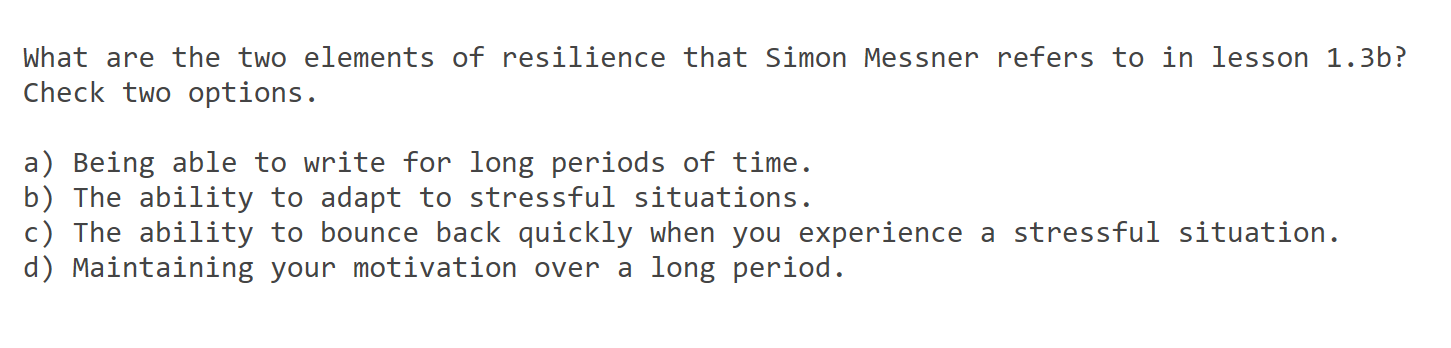 What are the two elements of resilience that Simon Messner refers to in lesson 1.3b?
Check two options.
a) Being able to write for long periods of time.
b) The ability to adapt to stressful situations.
c) The ability to bounce back quickly when you experience a stressful situation.
d) Maintaining your motivation over a long period.